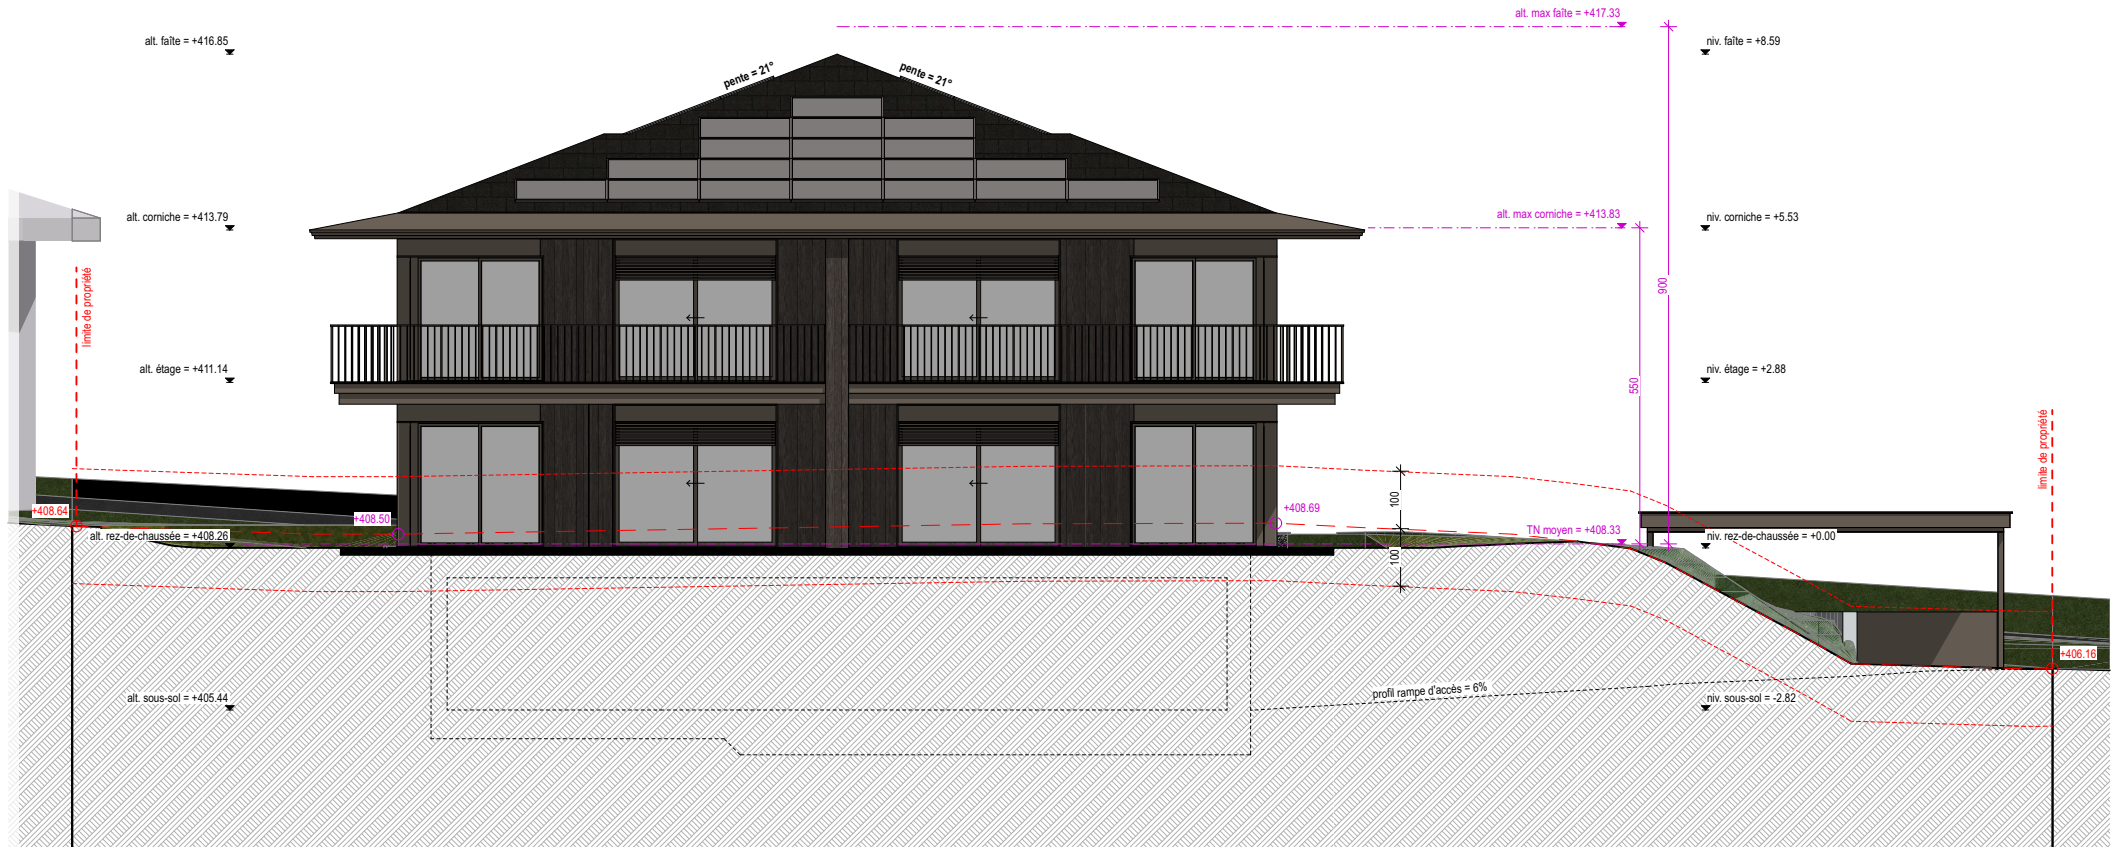 alt. max faîte = +417.33
alt. faîte = +416.85
niv. faîte = +8.59
pente = 21°
pente = 21°
alt. corniche = +413.79
alt. max corniche = +413.83
niv. corniche = +5.53
limite de propriété
900
550
alt. étage = +411.14
niv. étage = +2.88
limite de propriété
100
+408.64
+408.50
+408.69
alt. rez-de-chaussée = +408.26
TN moyen = +408.33
niv. rez-de-chaussée = +0.00
100
+406.16
profil rampe d'accès = 6%
alt. sous-sol = +405.44
niv. sous-sol = -2.82